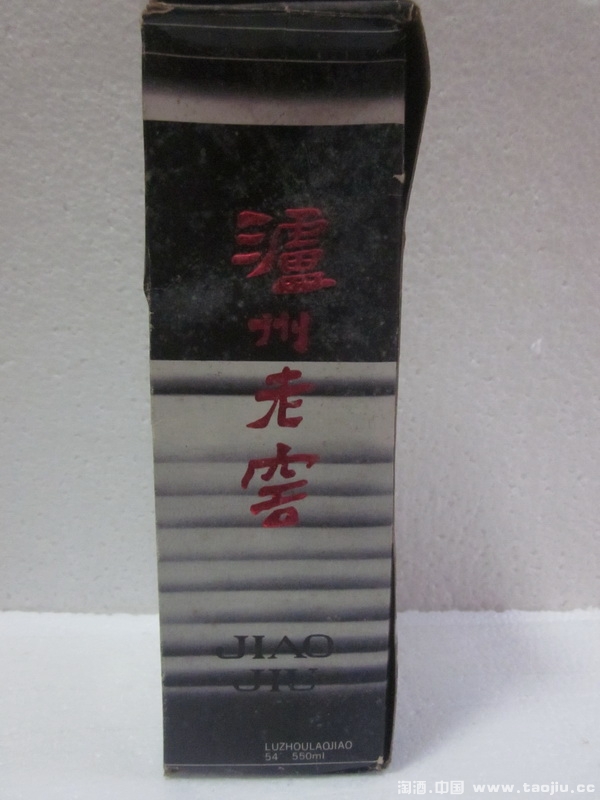 瀘州老窖
JIAO
JIU
LUZHOULAOJIAO
54° 550ml
淘酒.中国 www.taojiu.cc